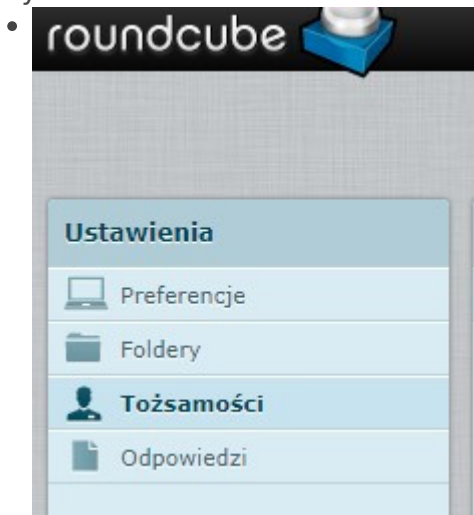 roundcube
Ustawienia
Preferencje
Foldery
Tożsamości
Odpowiedzi